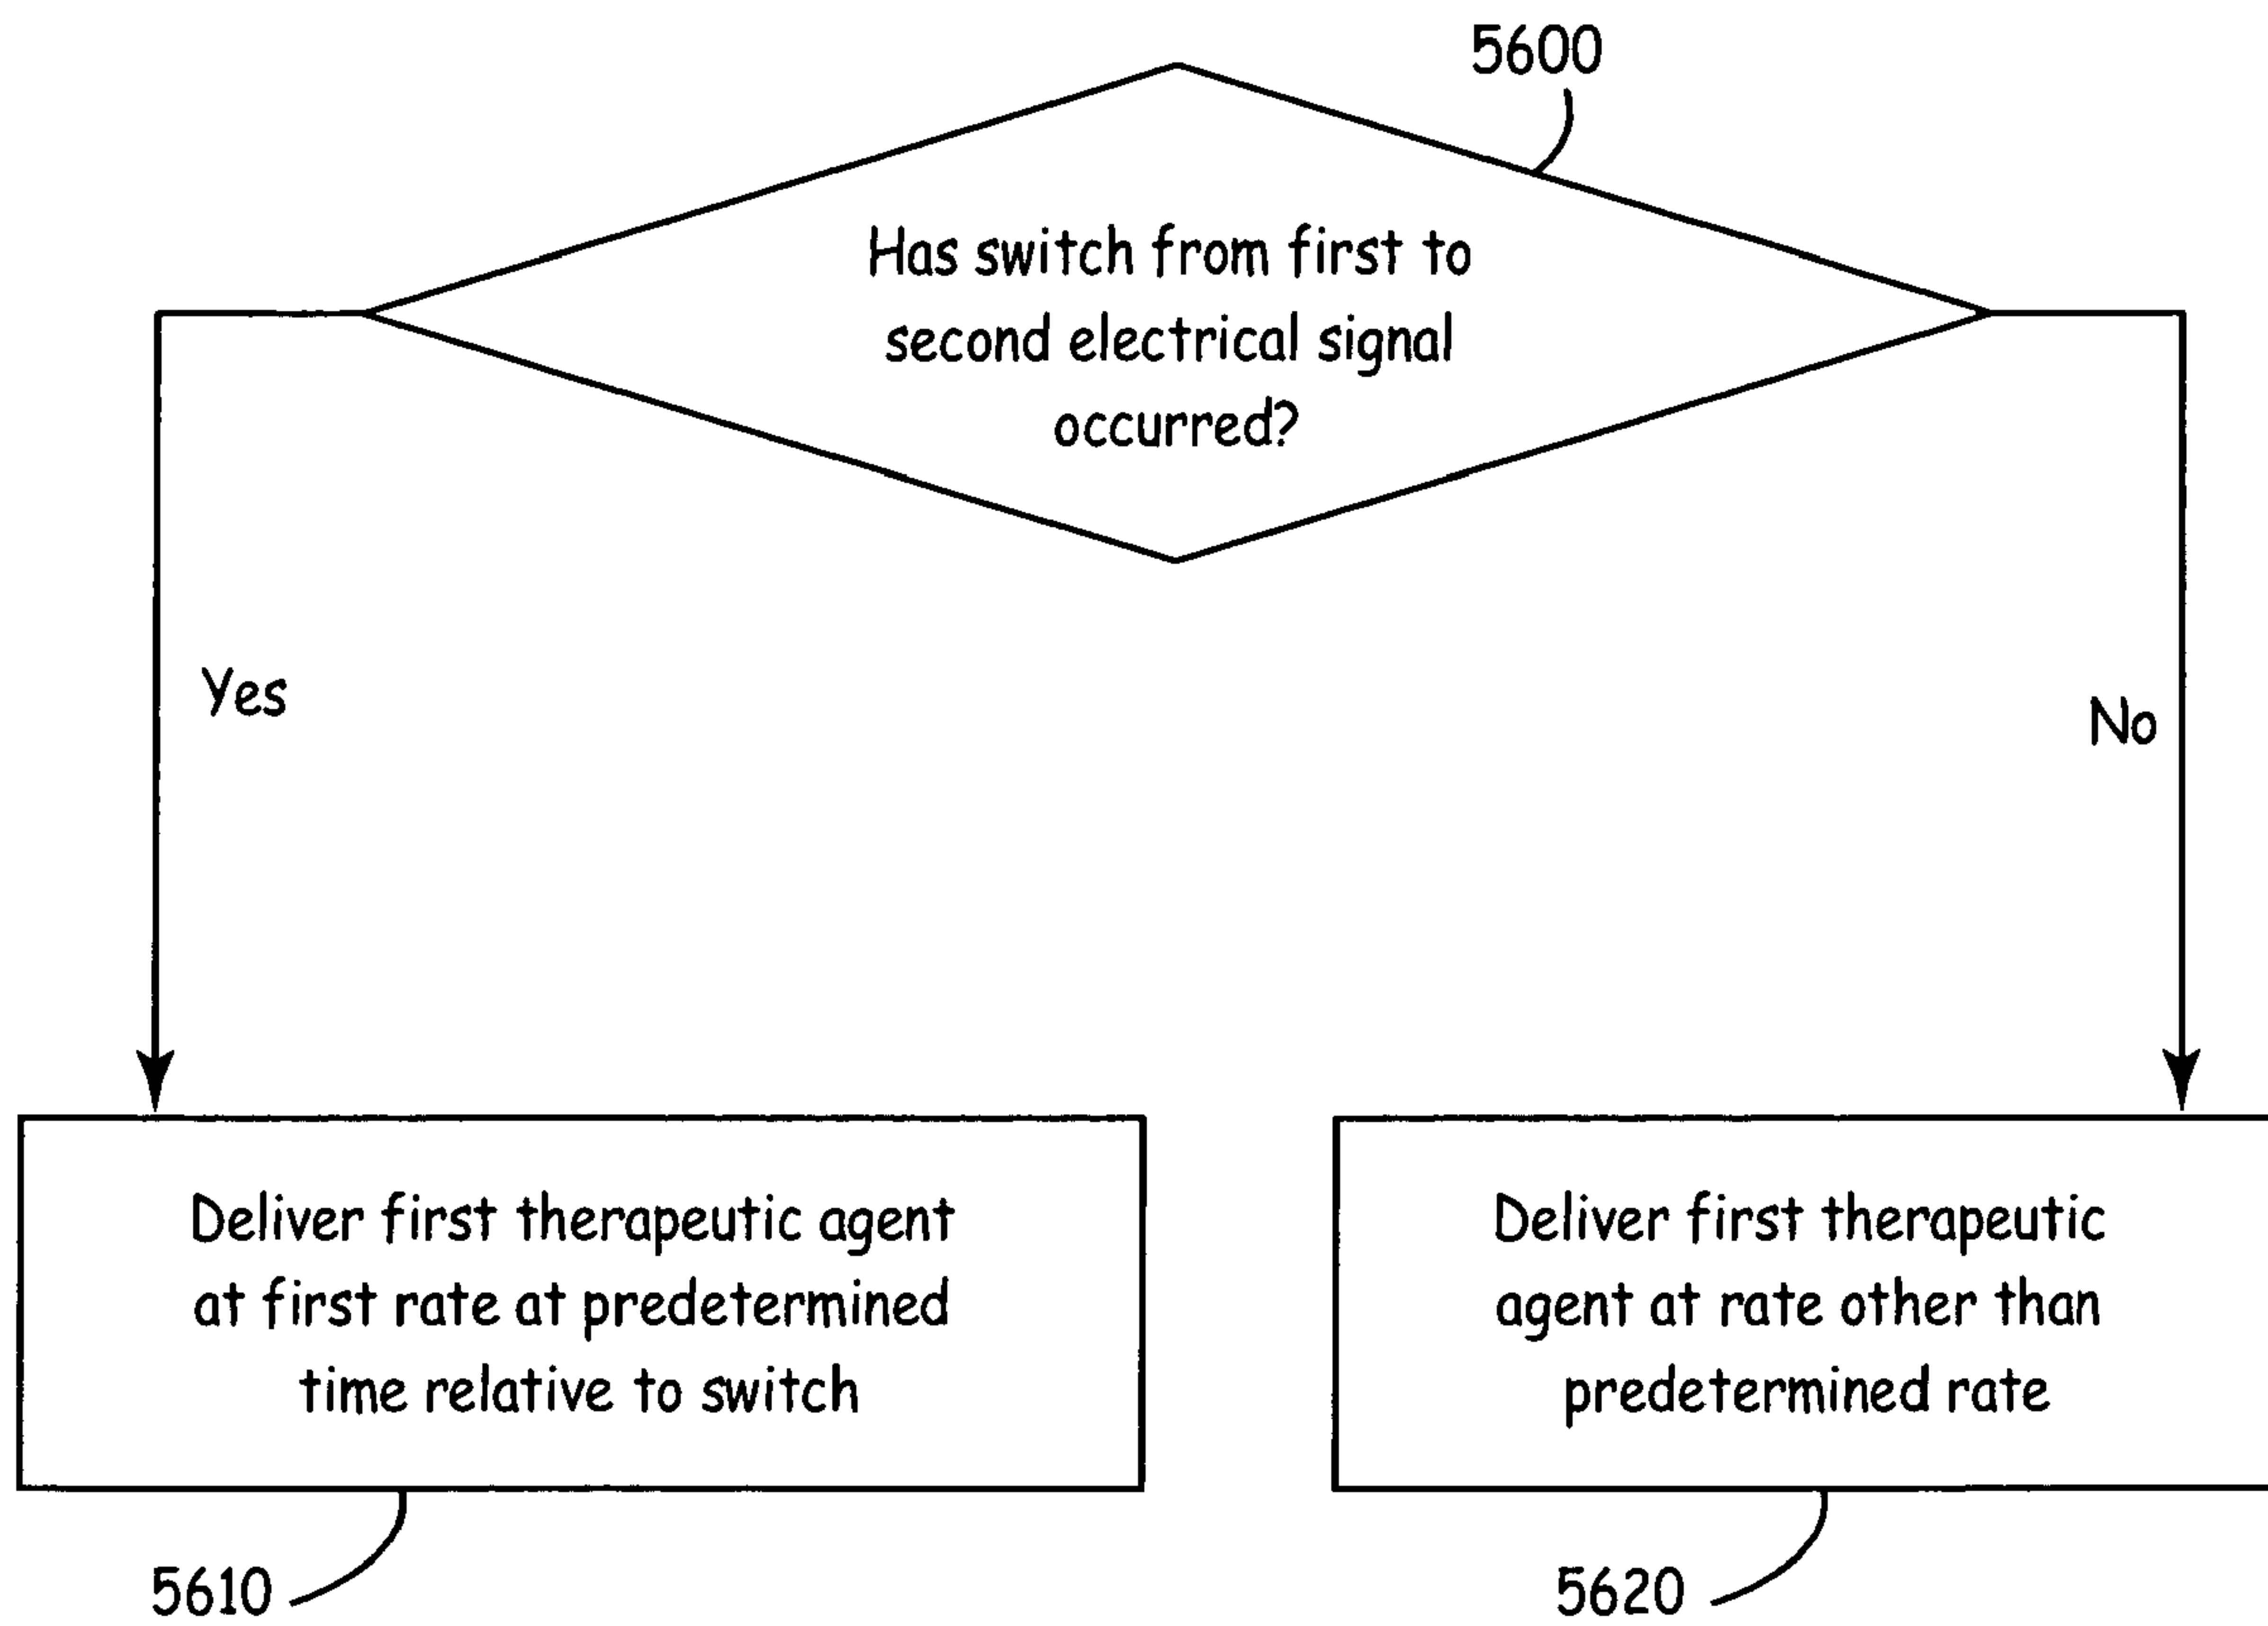 5600
Has switch from first to
second electrical signal
occurred?
Yes
No
Deliver first therapeutic agent
at first rate at predetermined
time relative to switch
Deliver first therapeutic
agent at rate other than
predetermined rate
5610
5620